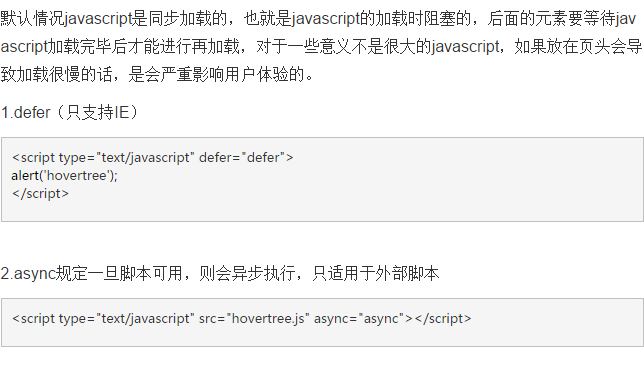 默认情况javascript是同步加载的，也就是javascript的加载时阻塞的，后面的元素要等待jav
ascript加载完毕后才能进行再加载，对于一些意义不是很大的javascript，如果放在页头会导
致加载很慢的话，是会严重影响用户体验的。
1.defer（只支持IE）
<script type="text/javascript" defer="defer">
alert('hovertree');
</script>
2.async规定一旦脚本可用，则会异步执行，只适用于外部脚本
<script type="text/javascript" src="hovertree.js" async="async"></script>